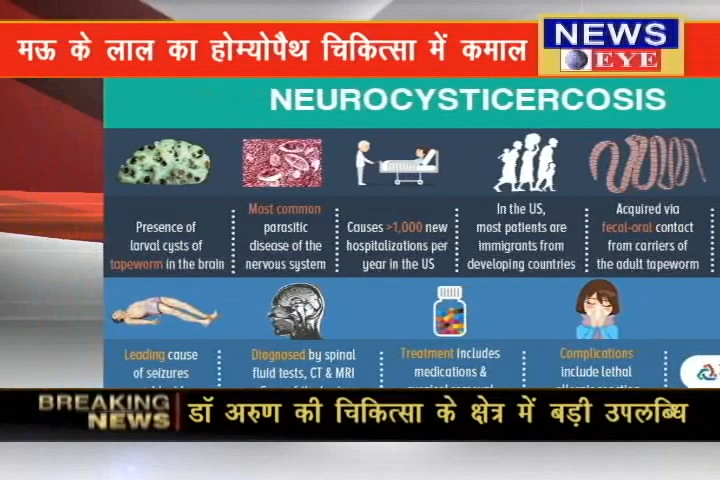 मऊ के लाल का होम्योपैथ चिकित्सा में कमाल
NEWS
EYE
NEUROCYSTICERCOSIS
Presence of
larval cysts of
tapeworm in the brain
Most common
parasitic
disease of the
nervous system
Causes >1,000 new
hospitalizations per
year in the US
In the US,
most patients are
immigrants from
developing countries
Acquired via
fecal-oral contact
from carriers of
the adult tapeworm
Leading cause
of seizures
Diagnosed by spinal
fluid tests, CT & MRI
Treatment includes
medications &
Complications
include lethal
BREAKING
NEWS
डॉ अरुण की चिकित्सा के क्षेत्र में बड़ी उपलब्धि